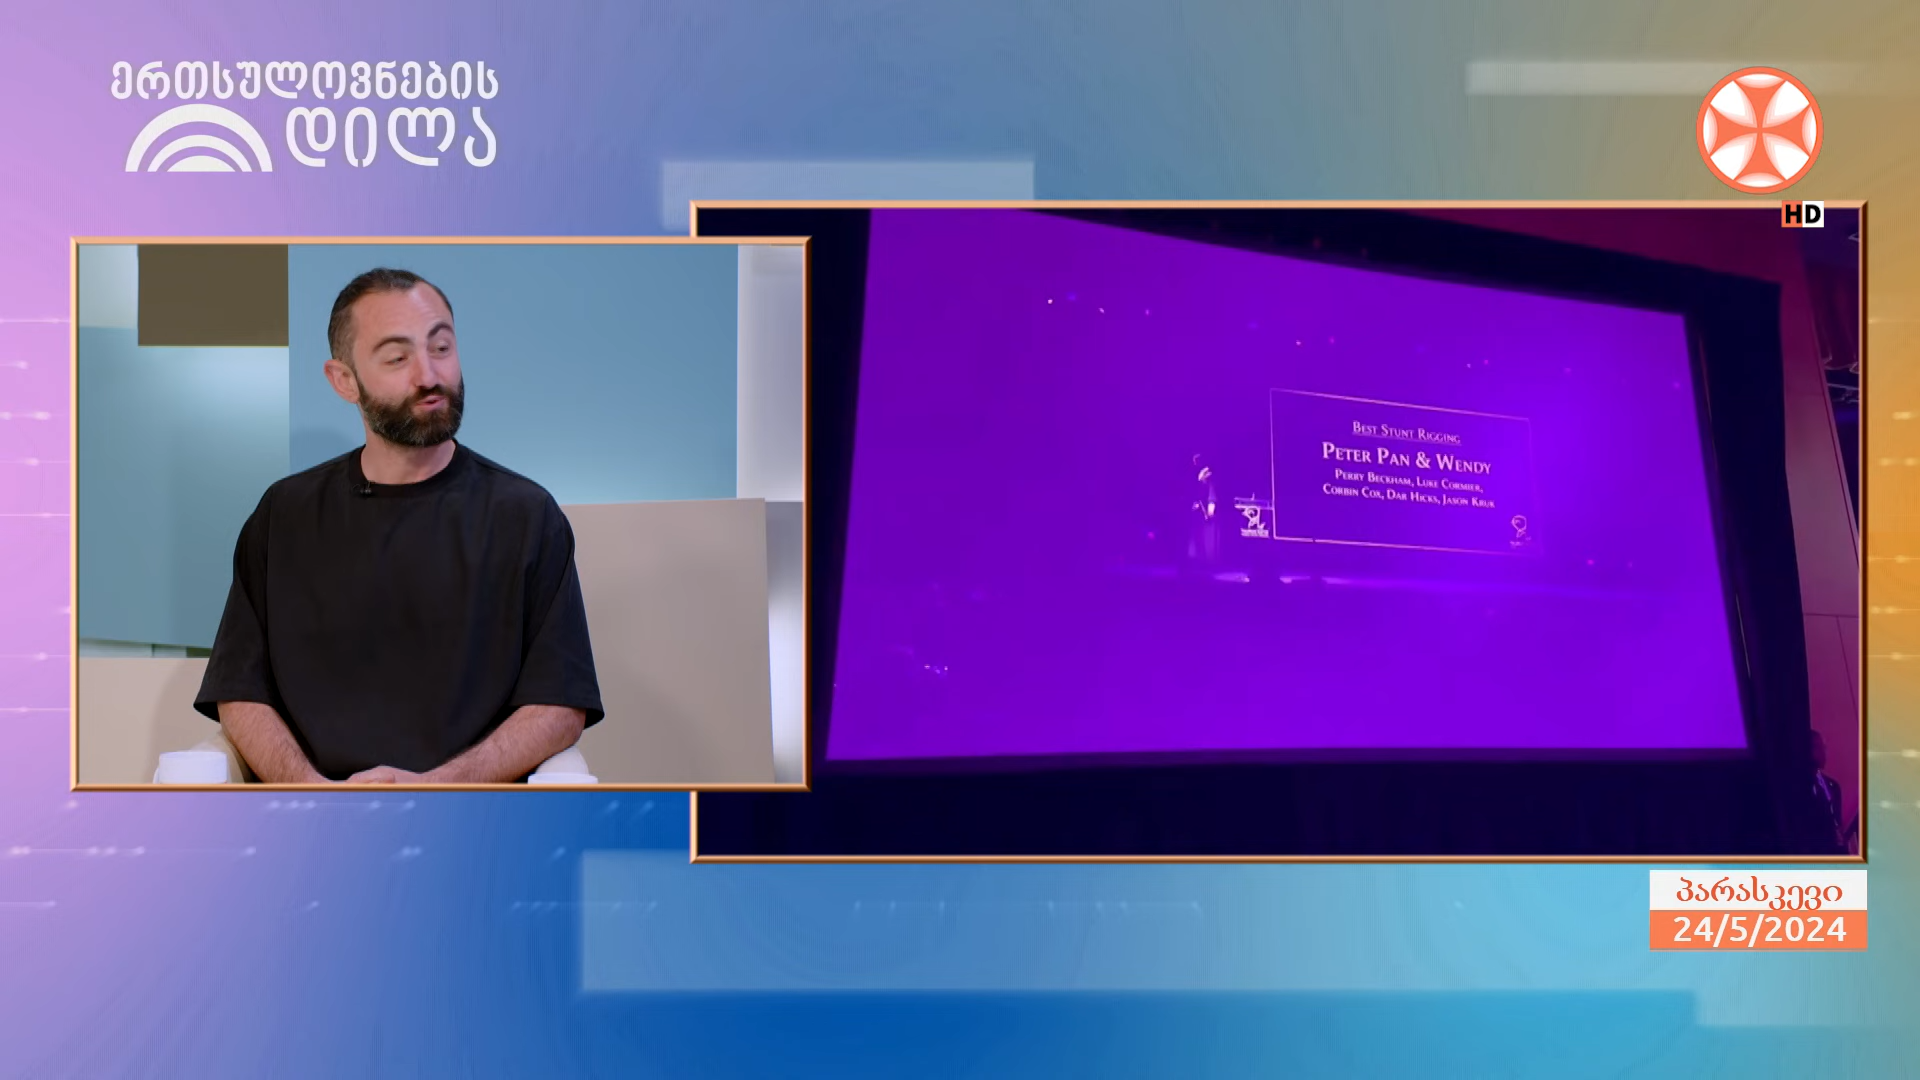 ერთსულოვნების
დილა
HD
BEST STUNT RIGGING
PETER PAN & WENDY
PERRY BECKHAM, LUKE CORMIER,
CORBIN COX, DAR HICKS, JASON KRUK
პარასკევი
24/5/2024